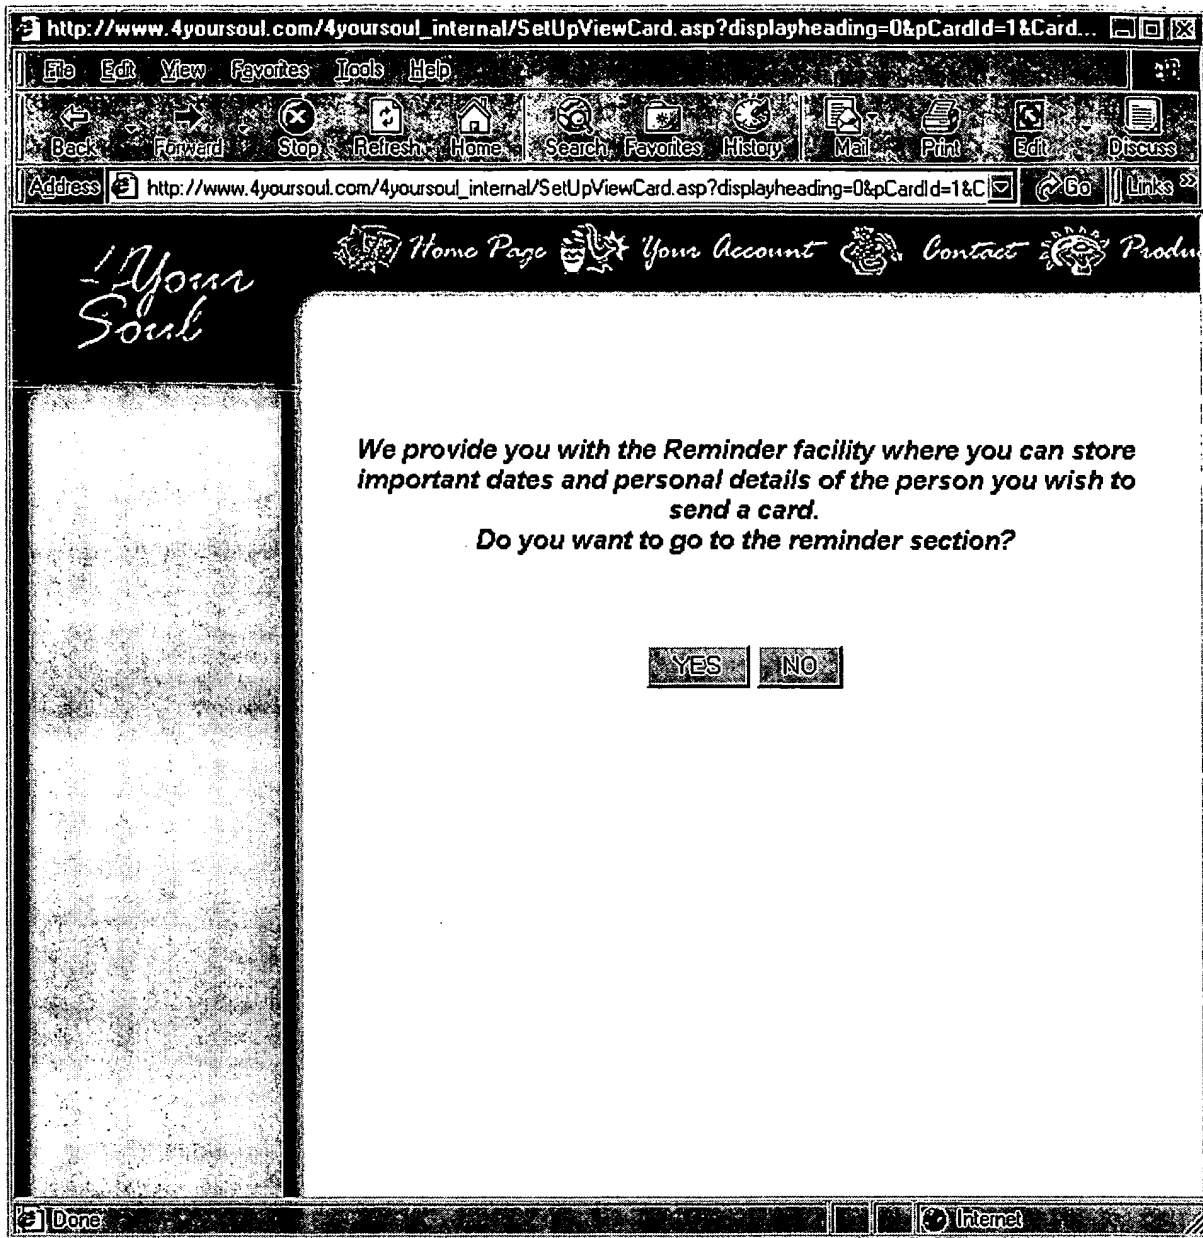 http://www.4yoursoul.com/4yoursoul_internal/SetUpViewCard.asp?displayheading=0&pCardId=1&Card...
File Edit View Favorites Tools Help
Back Forward Stop Refresh Home Search Favorites History Mail Print Edit Discuss
Address http://www.4yoursoul.com/4yoursoul_internal/SetUpViewCard.asp?displayheading=0&pCardId=1&C Go Links »
Home Page Your Account Contact Produ
4 Your
Soul
We provide you with the Reminder facility where you can store
important dates and personal details of the person you wish to
send a card.
Do you want to go to the reminder section?
YES NO
Done Internet